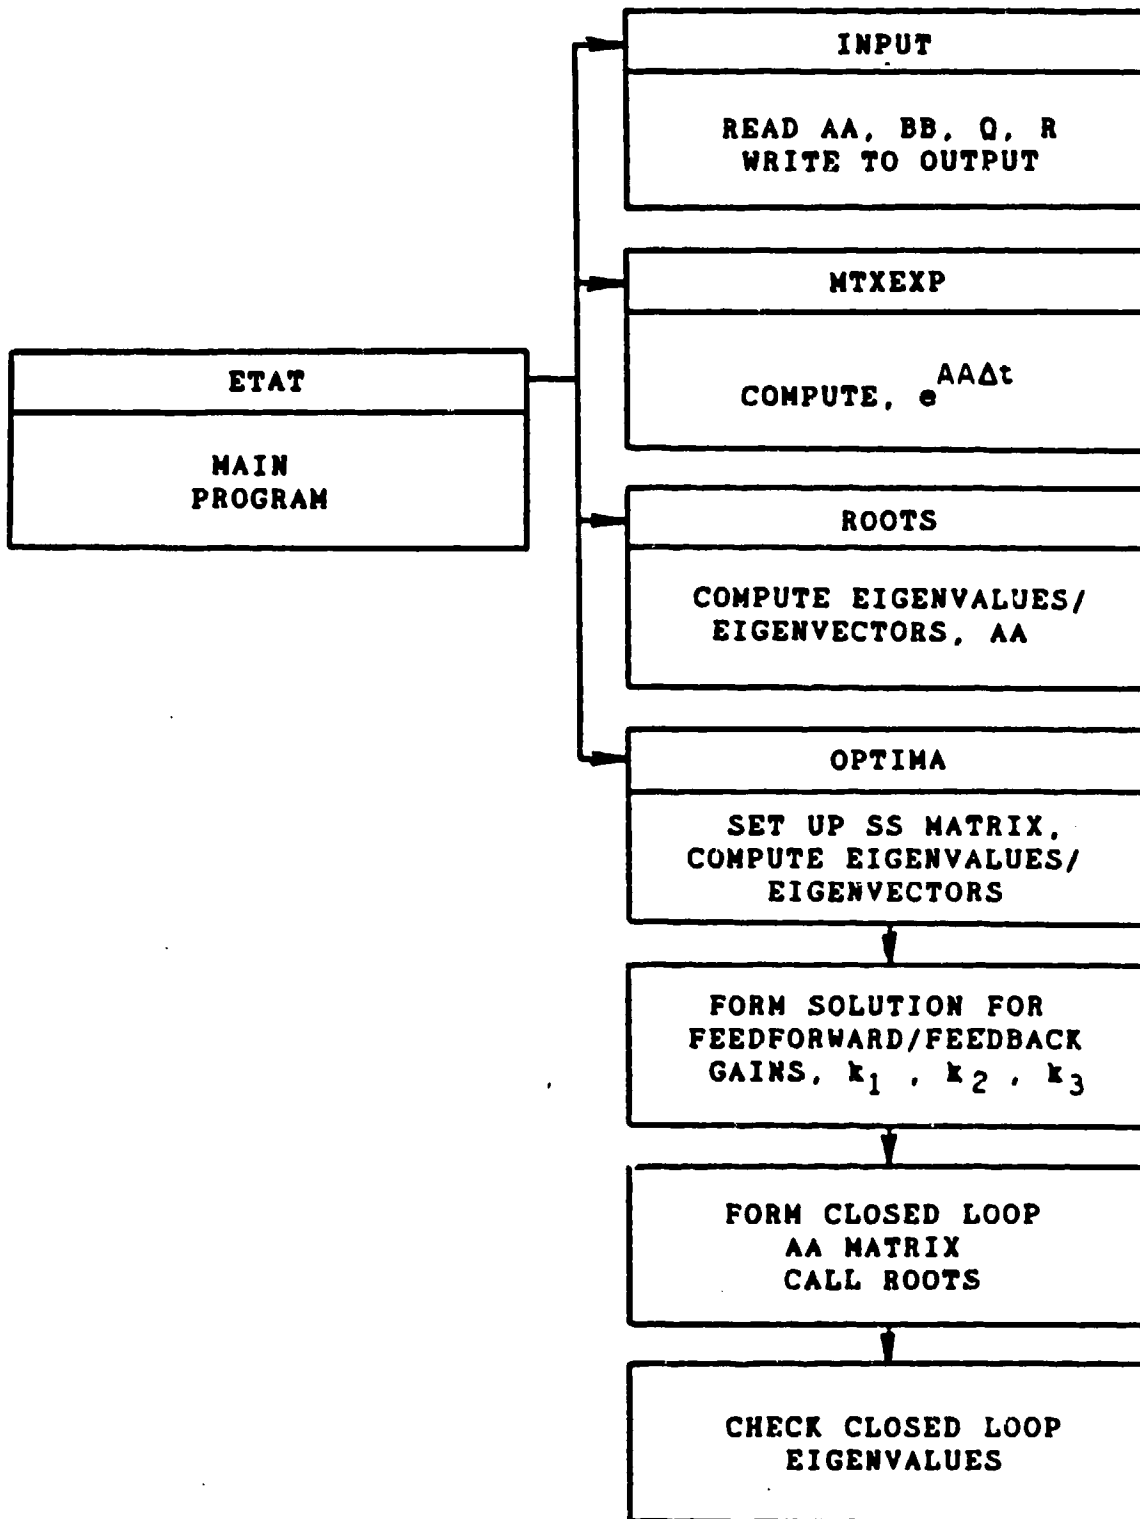 INPUT
READ AA, BB, Q, R
WRITE TO OUTPUT
MTXEXP
COMPUTE, e^AAΔt
ETAT
MAIN
PROGRAM
ROOTS
COMPUTE EIGENVALUES/
EIGENVECTORS, AA
OPTIMA
SET UP SS MATRIX,
COMPUTE EIGENVALUES/
EIGENVECTORS
FORM SOLUTION FOR
FEEDFORWARD/FEEDBACK
GAINS, k₁ , k₂ , k₃
FORM CLOSED LOOP
AA MATRIX
CALL ROOTS
CHECK CLOSED LOOP
EIGENVALUES